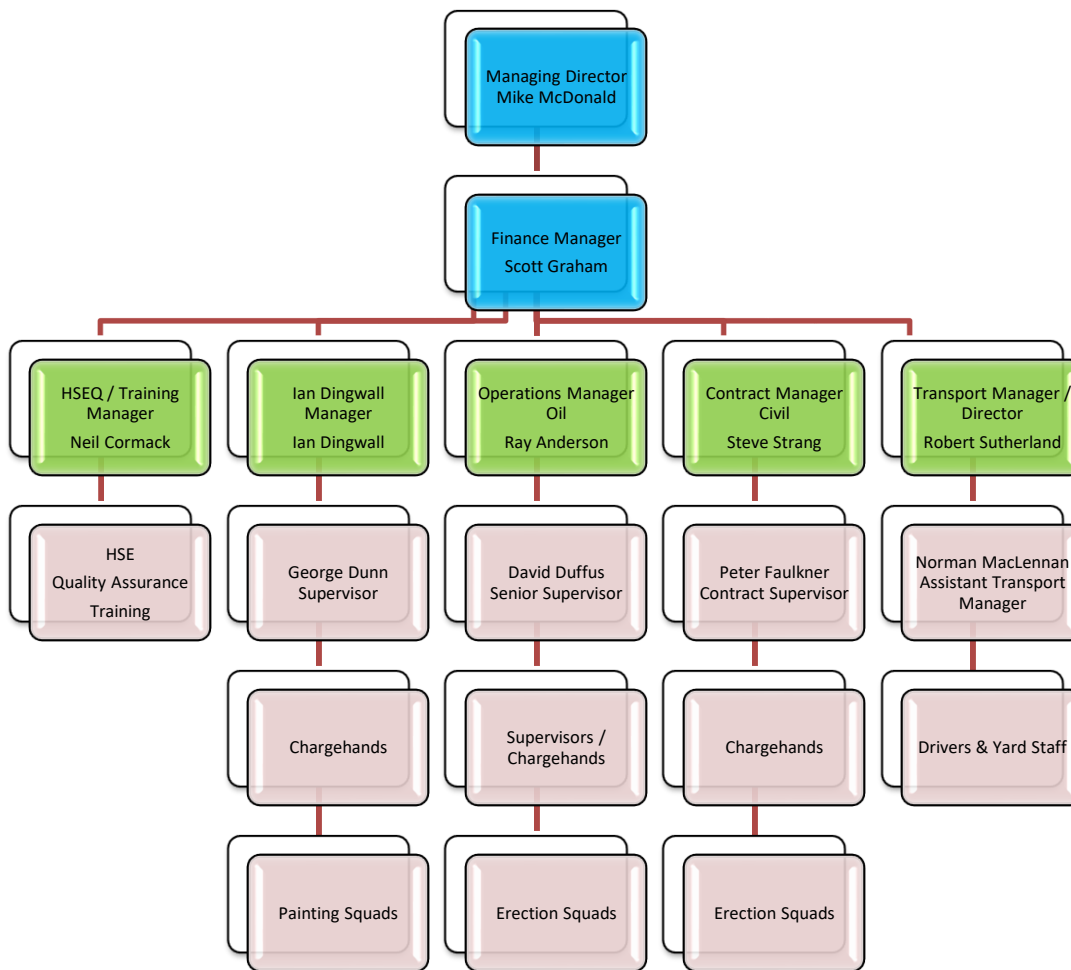 Managing Director
Mike McDonald
Finance Manager
Scott Graham
HSEQ / Training
Manager
Neil Cormack
Ian Dingwall
Manager
Ian Dingwall
Operations Manager
Oil
Ray Anderson
Contract Manager
Civil
Steve Strang
Transport Manager /
Director
Robert Sutherland
HSE
Quality Assurance
Training
George Dunn
Supervisor
David Duffus
Senior Supervisor
Peter Faulkner
Contract Supervisor
Norman MacLennan
Assistant Transport
Manager
Chargehands
Supervisors /
Chargehands
Chargehands
Drivers & Yard Staff
Painting Squads
Erection Squads
Erection Squads